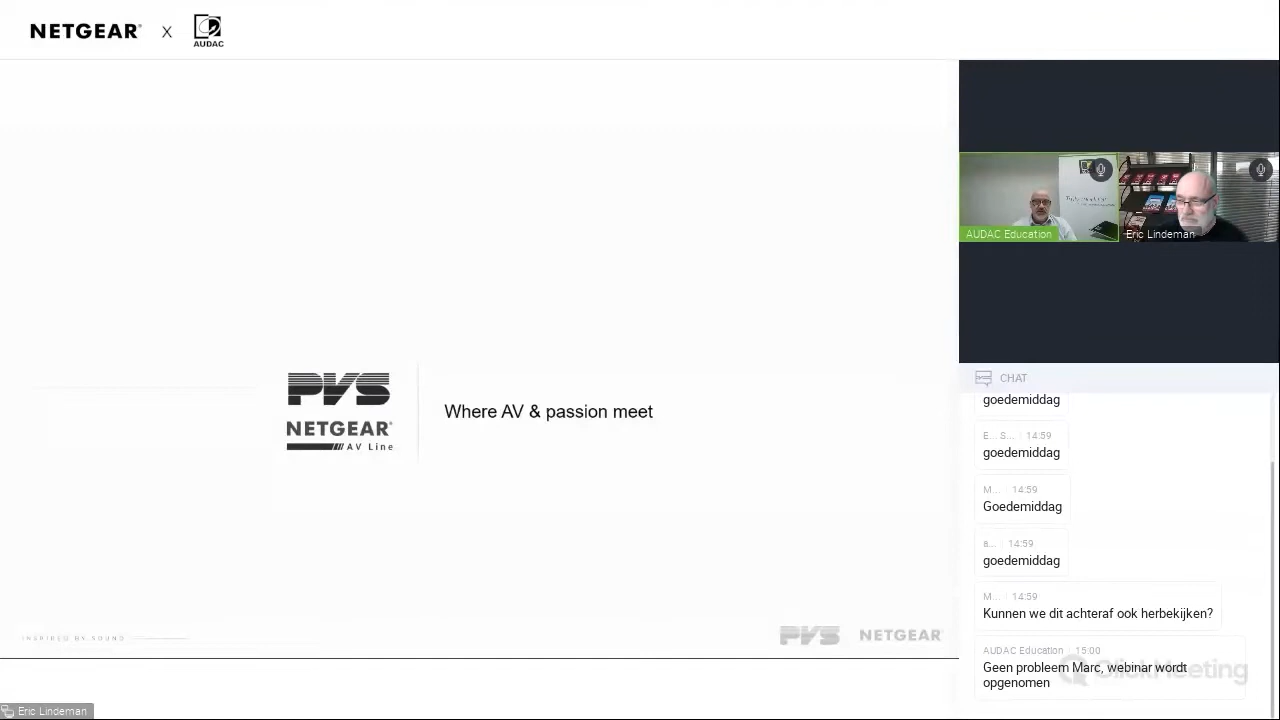 NETGEAR X AUDAC
PVS
NETGEAR
AV Line
Where AV & passion meet
INSPIRED BY SOUND
PVS NETGEAR
Eric Lindeman
AUDAC Education
Eric Lindeman
CHAT
goedemiddag
E... S... 14:59
goedemiddag
M... 14:59
Goedemiddag
a... 14:59
goedemiddag
M... 14:59
Kunnen we dit achteraf ook herbekijken?
AUDAC Education 15:00
Geen probleem Marc, webinar wordt
opgenomen
ClickMeeting